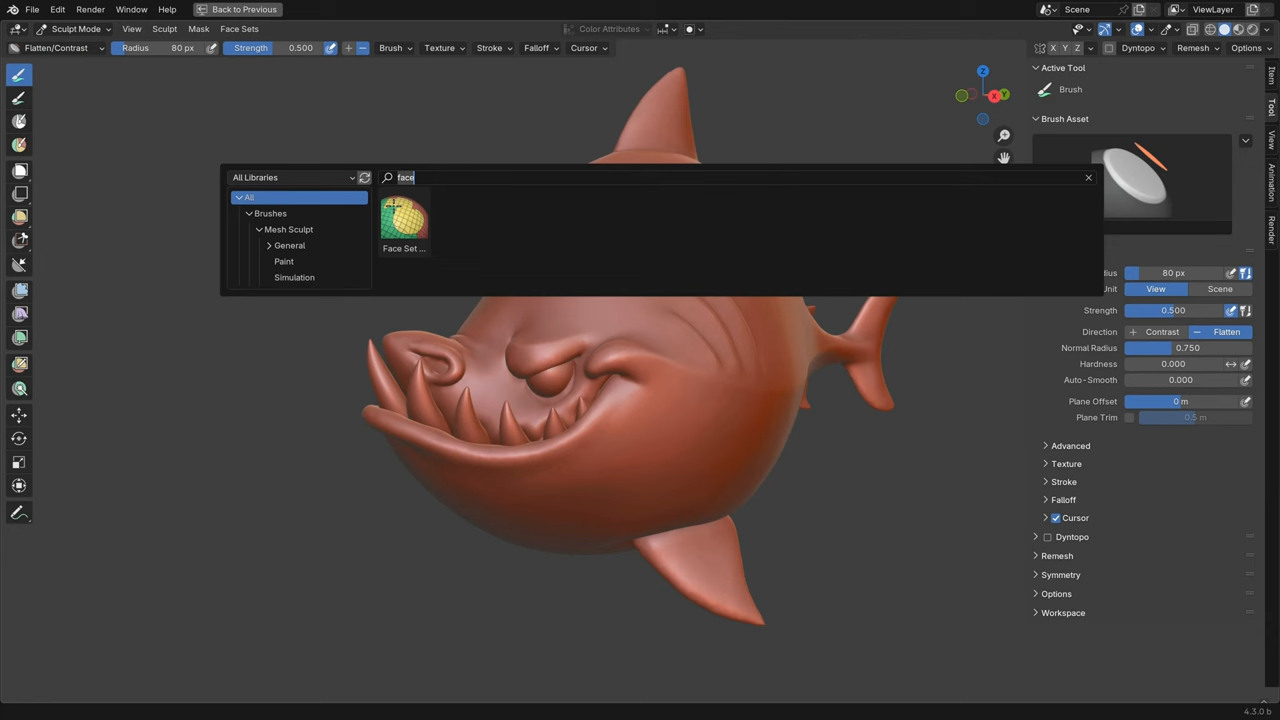 File Edit Render Window Help Back to Previous Scene ViewLayer
Sculpt Mode View Sculpt Mask Face Sets Color Attributes
Flatten/Contrast Radius 80 px Strength 0.500 Brush Texture Stroke Falloff Cursor X Y Z Dyntopo Remesh Options
Active Tool
Brush
Brush Asset
Z
X Y
Item
Tool
View
Animation
Render
All Libraries face
All
Brushes
Mesh Sculpt
General
Paint
Simulation
Face Set ...
dius 80 px
Unit View Scene
Strength 0.500
Direction + Contrast − Flatten
Normal Radius 0.750
Hardness 0.000
Auto-Smooth 0.000
Plane Offset 0 m
Plane Trim 0.5 m
Advanced
Texture
Stroke
Falloff
Cursor
Dyntopo
Remesh
Symmetry
Options
Workspace
4.3.0 b